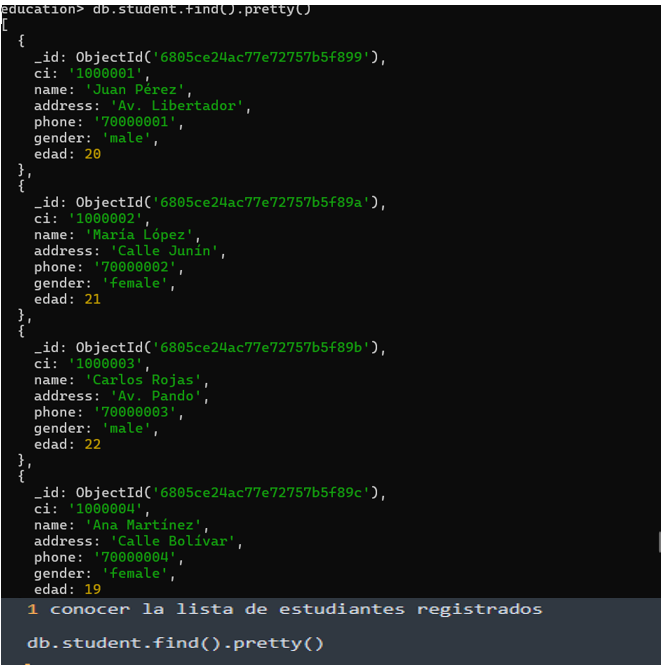 education> db.student.find().pretty()
[
  {
    _id: ObjectId('6805ce24ac77e72757b5f899'),
    ci: '1000001',
    name: 'Juan Pérez',
    address: 'Av. Libertador',
    phone: '70000001',
    gender: 'male',
    edad: 20
  },
  {
    _id: ObjectId('6805ce24ac77e72757b5f89a'),
    ci: '1000002',
    name: 'María López',
    address: 'Calle Junín',
    phone: '70000002',
    gender: 'female',
    edad: 21
  },
  {
    _id: ObjectId('6805ce24ac77e72757b5f89b'),
    ci: '1000003',
    name: 'Carlos Rojas',
    address: 'Av. Pando',
    phone: '70000003',
    gender: 'male',
    edad: 22
  },
  {
    _id: ObjectId('6805ce24ac77e72757b5f89c'),
    ci: '1000004',
    name: 'Ana Martínez',
    address: 'Calle Bolívar',
    phone: '70000004',
    gender: 'female',
    edad: 19
1 conocer la lista de estudiantes registrados
db.student.find().pretty()